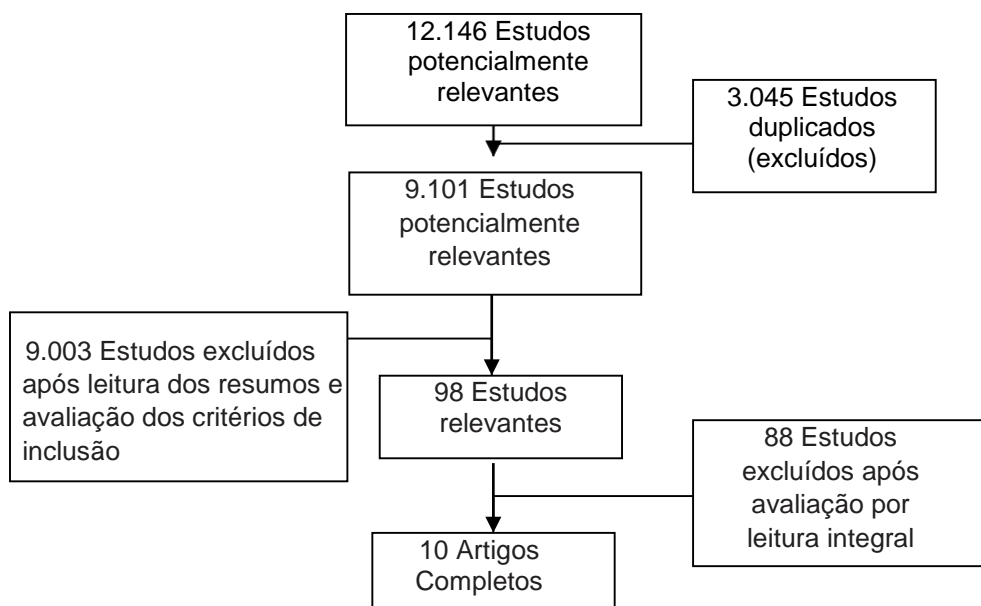 12.146 Estudos
potencialmente
relevantes
3.045 Estudos
duplicados
(excluídos)
9.101 Estudos
potencialmente
relevantes
9.003 Estudos excluídos
após leitura dos resumos e
avaliação dos critérios de
inclusão
98 Estudos
relevantes
88 Estudos
excluídos após
avaliação por
leitura integral
10 Artigos
Completos